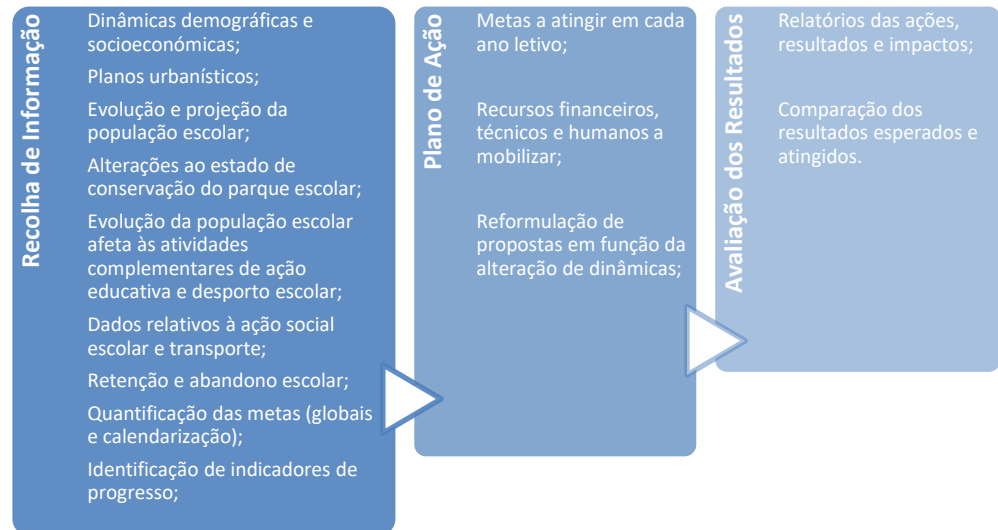 Recolha de Informação
Dinâmicas demográficas e
socioeconómicas;
Planos urbanísticos;
Evolução e projeção da
população escolar;
Alterações ao estado de
conservação do parque escolar;
Evolução da população escolar
afeta às atividades
complementares de ação
educativa e desporto escolar;
Dados relativos à ação social
escolar e transporte;
Retenção e abandono escolar;
Quantificação das metas (globais
e calendarização);
Identificação de indicadores de
progresso;
Plano de Ação
Metas a atingir em cada
ano letivo;
Recursos financeiros,
técnicos e humanos a
mobilizar;
Reformulação de
propostas em função da
alteração de dinâmicas;
Avaliação dos Resultados
Relatórios das ações,
resultados e impactos;
Comparação dos
resultados esperados e
atingidos.